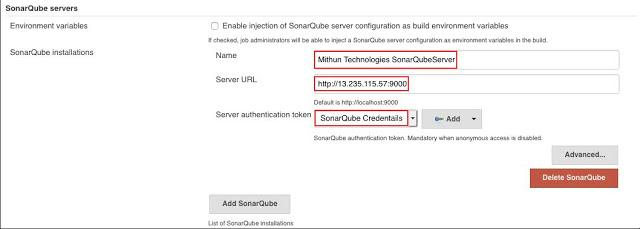 SonarQube servers
Environment variables
Enable injection of SonarQube server configuration as build environment variables
If checked, job administrators will be able to inject a SonarQube server configuration as environment variables in the build.
SonarQube installations
Name
Mithun Technologies SonarQubeServer
Server URL
http://13.235.115.57:9000
Default is http://localhost:9000
Server authentication token
SonarQube Credentails
Add
SonarQube authentication token. Mandatory when anonymous access is disabled.
Advanced...
Delete SonarQube
Add SonarQube
List of SonarQube installations